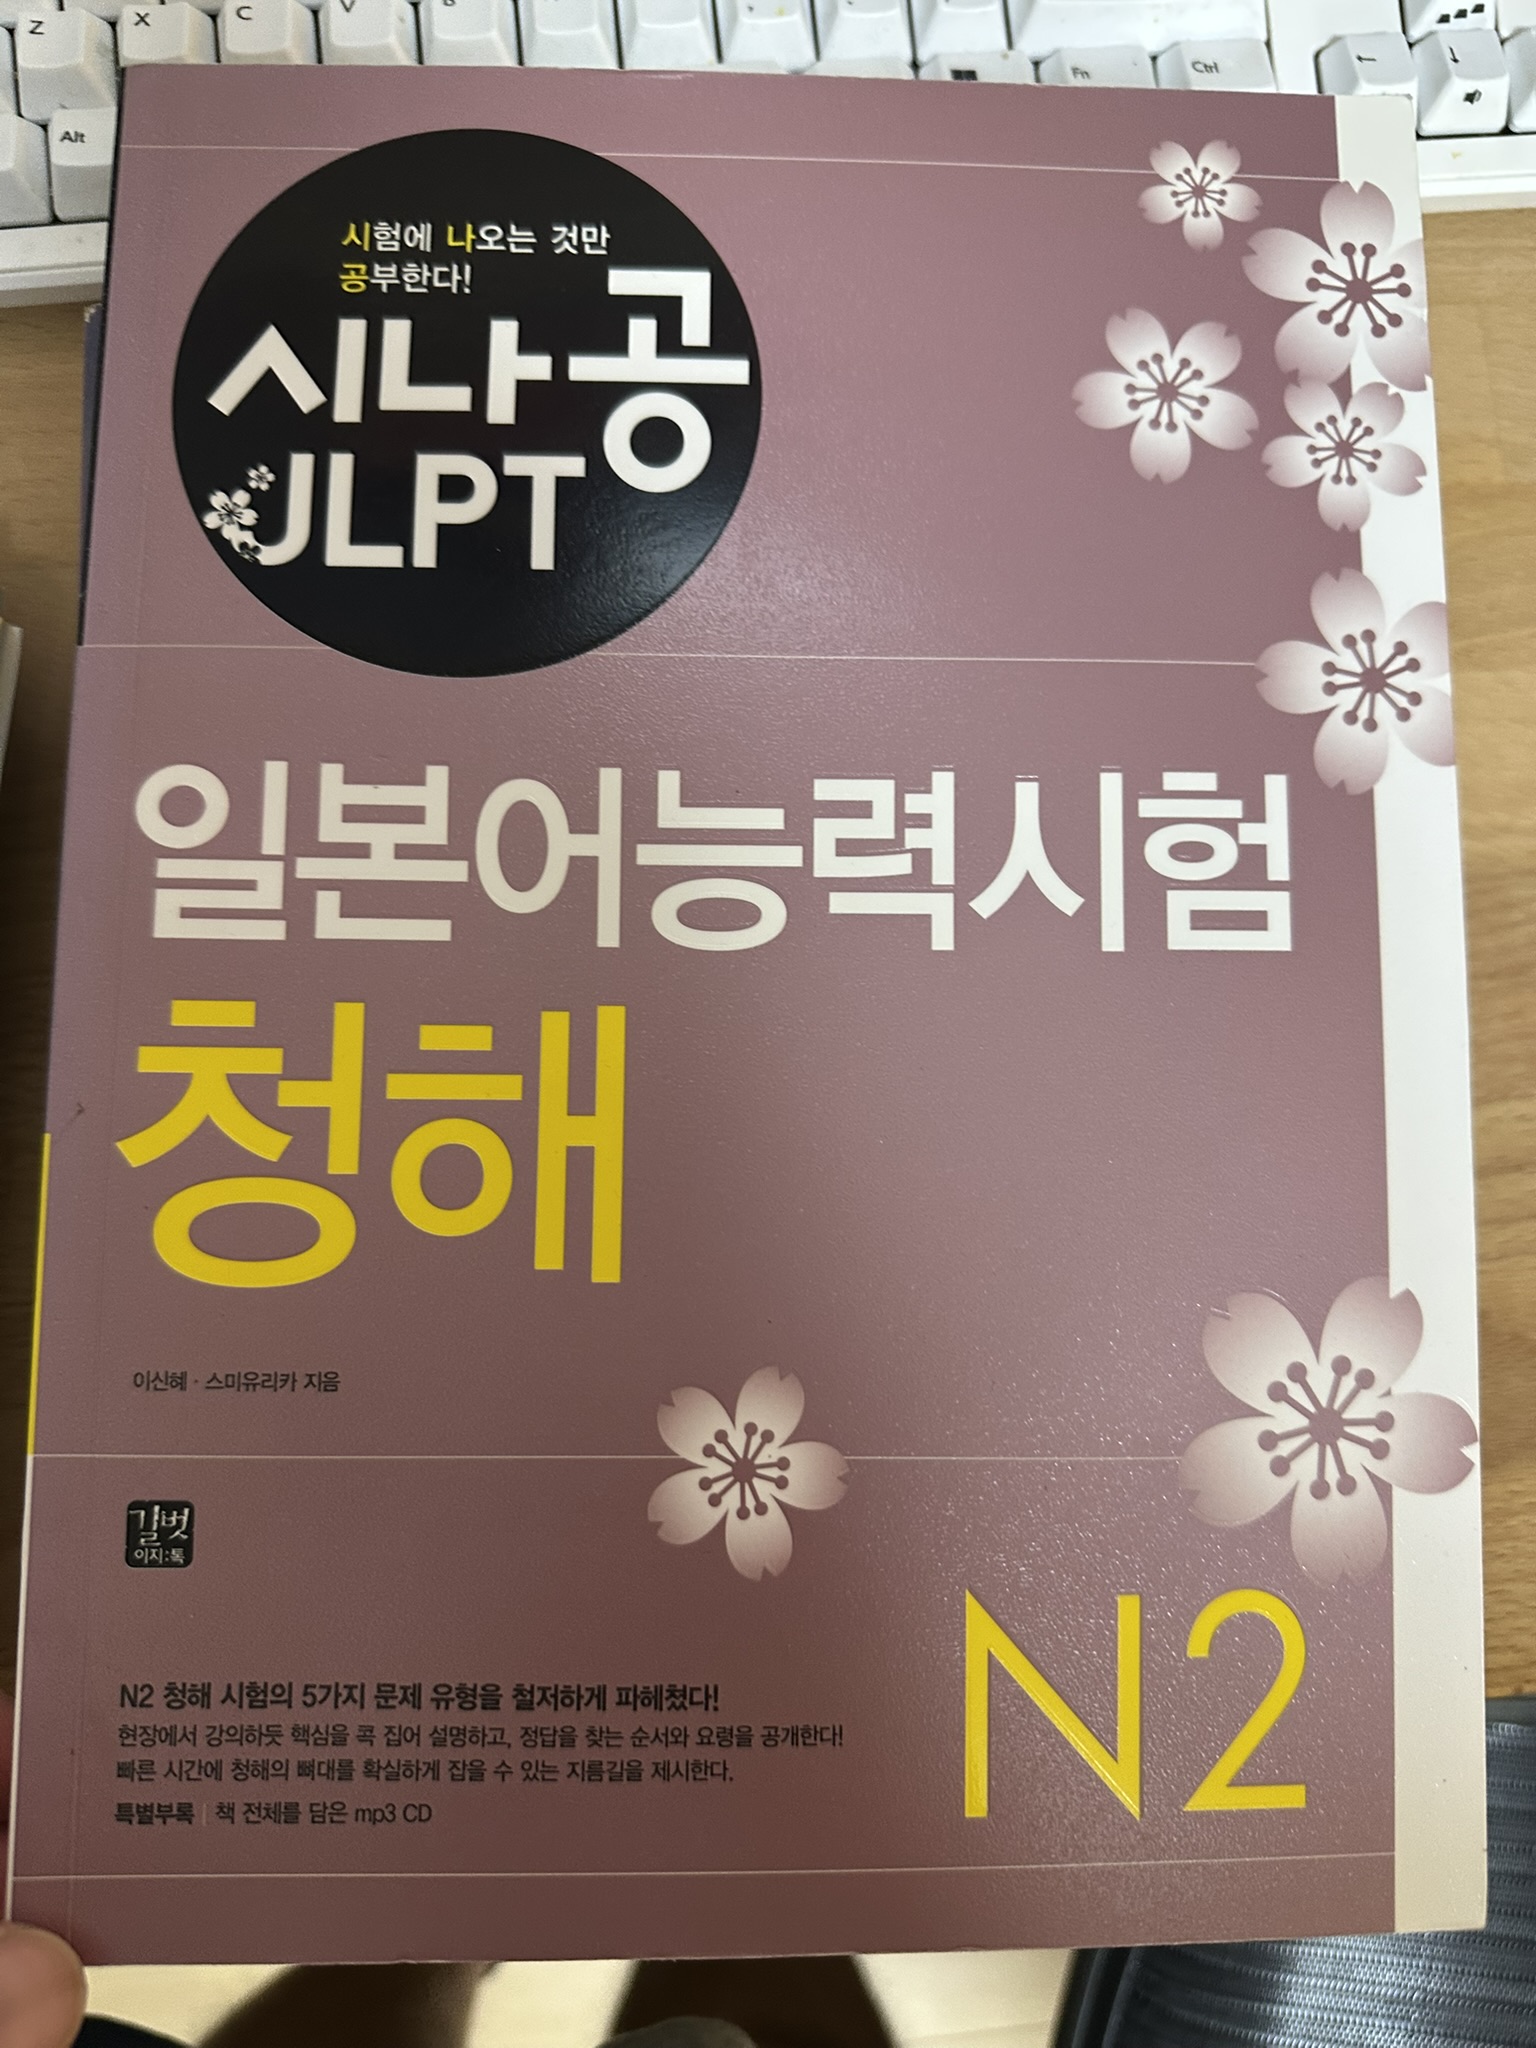 Z X C V B
Fn Ctrl ← ↓
Alt
시험에 나오는 것만
공부한다!
시나공
JLPT
일본어능력시험
청해
이신혜 · 스미유리카 지음
길벗
이지:톡
N2
N2 청해 시험의 5가지 문제 유형을 철저하게 파헤쳤다!
현장에서 강의하듯 핵심을 콕 집어 설명하고, 정답을 찾는 순서와 요령을 공개한다!
빠른 시간에 청해의 뼈대를 확실하게 잡을 수 있는 지름길을 제시한다.
특별부록 | 책 전체를 담은 mp3 CD